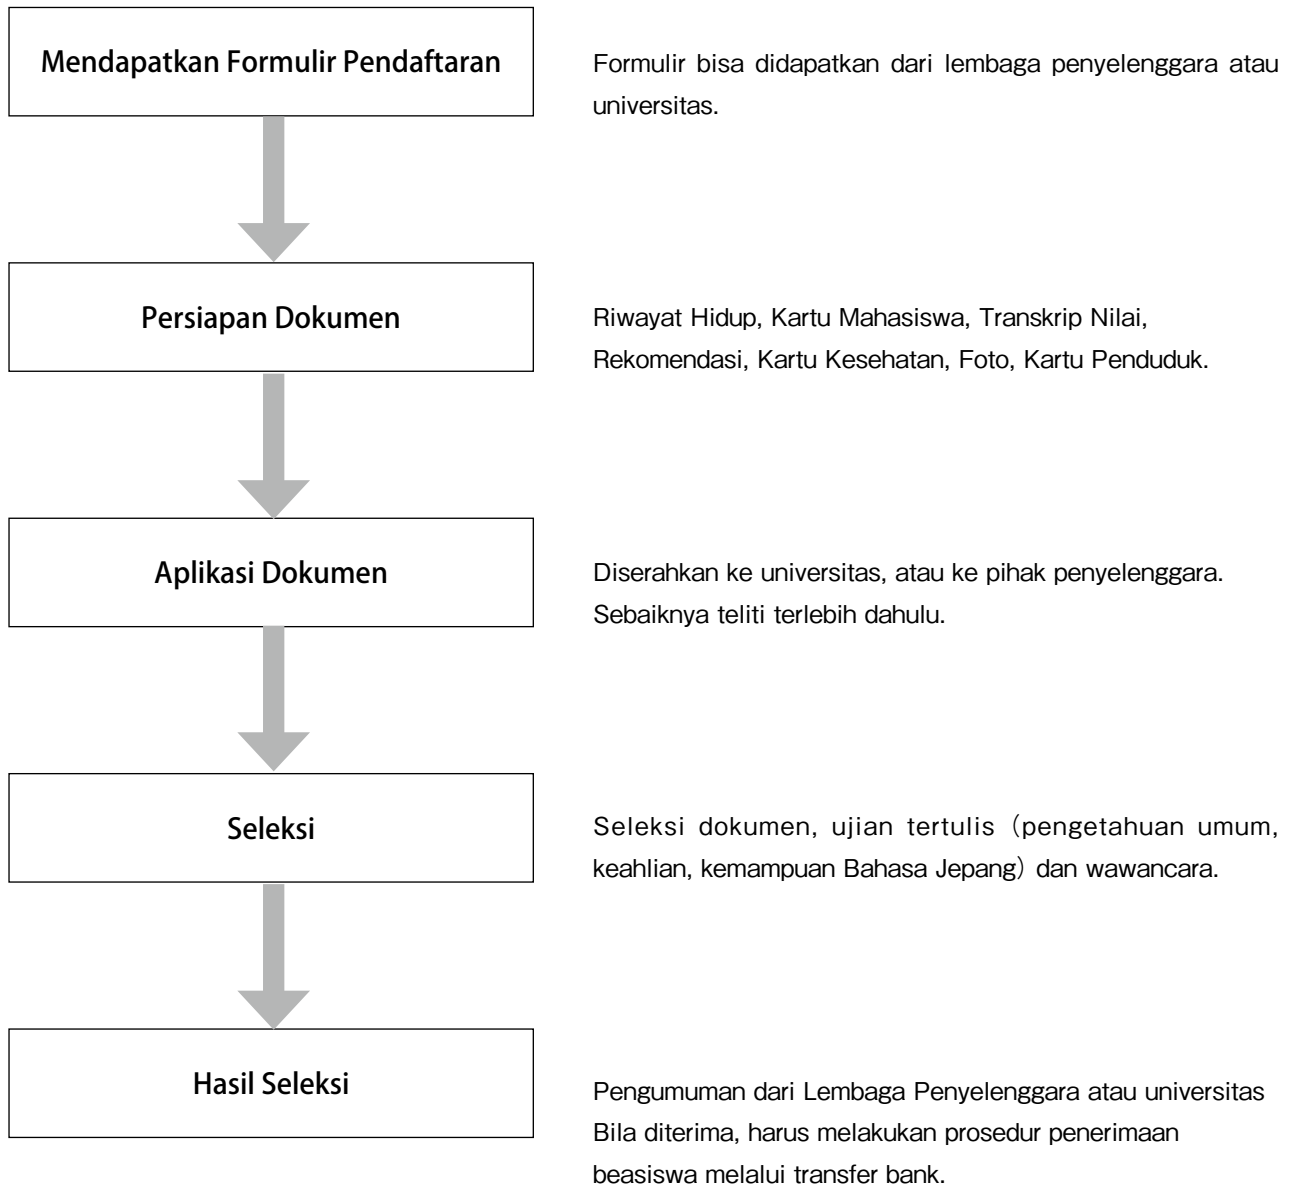 Mendapatkan Formulir Pendaftaran
Formulir bisa didapatkan dari lembaga penyelenggara atau
universitas.
Persiapan Dokumen
Riwayat Hidup, Kartu Mahasiswa, Transkrip Nilai,
Rekomendasi, Kartu Kesehatan, Foto, Kartu Penduduk.
Aplikasi Dokumen
Diserahkan ke universitas, atau ke pihak penyelenggara.
Sebaiknya teliti terlebih dahulu.
Seleksi
Seleksi dokumen, ujian tertulis（pengetahuan umum,
keahlian, kemampuan Bahasa Jepang）dan wawancara.
Hasil Seleksi
Pengumuman dari Lembaga Penyelenggara atau universitas
Bila diterima, harus melakukan prosedur penerimaan
beasiswa melalui transfer bank.